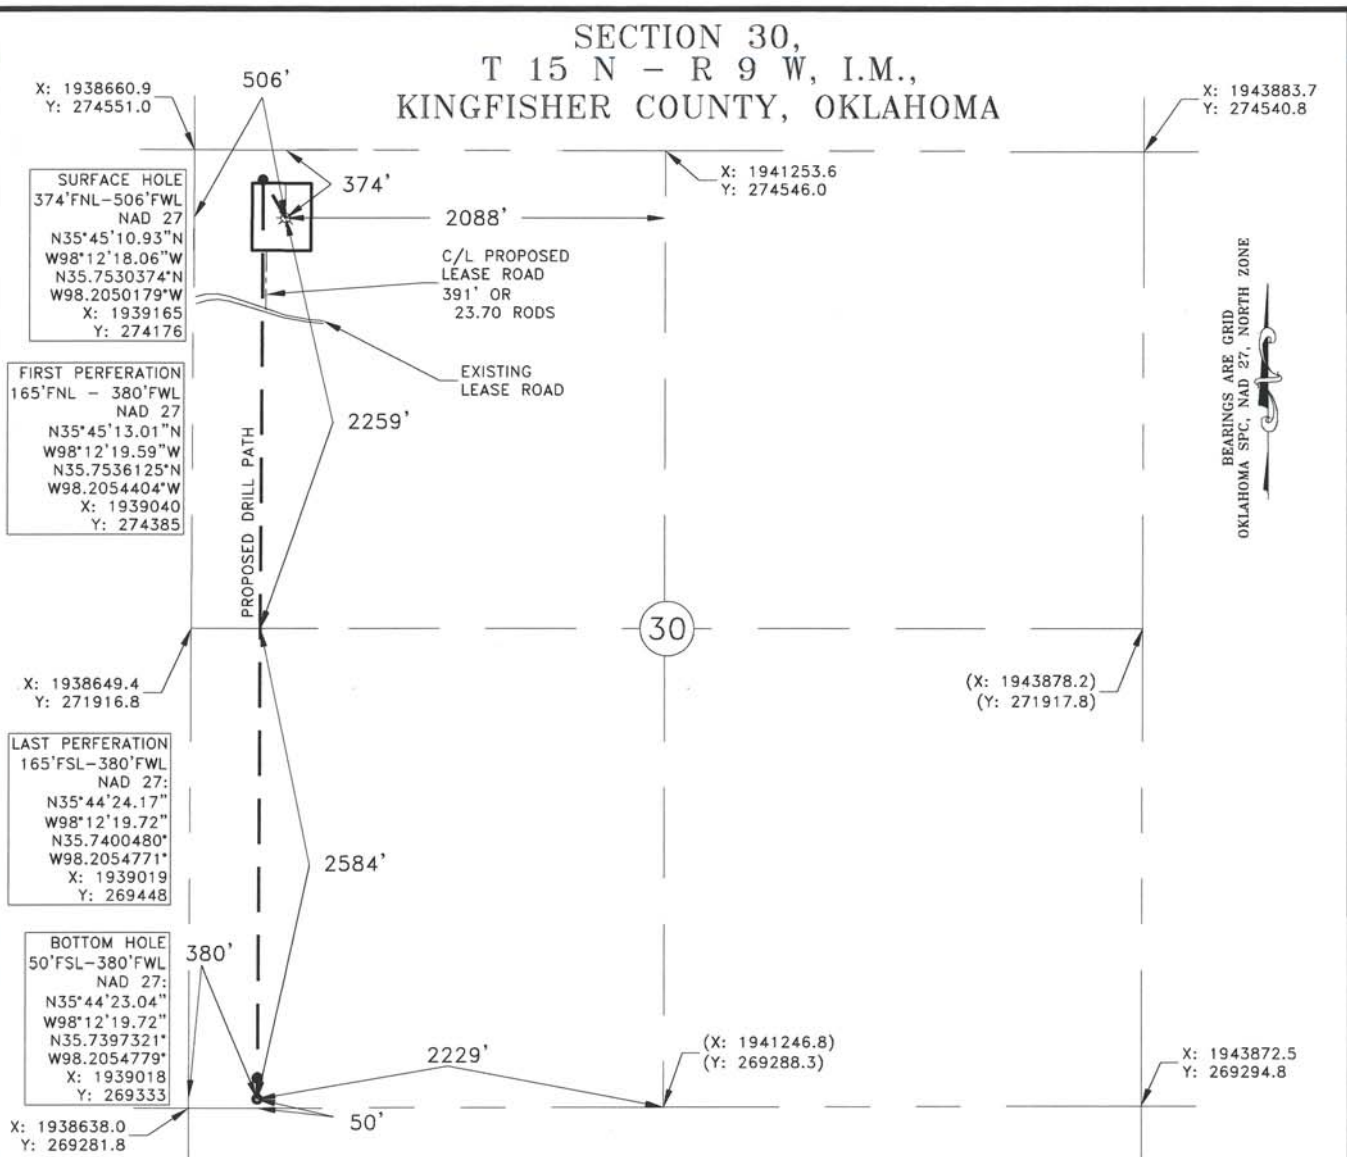 SECTION 30,
T 15 N - R 9 W, I.M.,
KINGFISHER COUNTY, OKLAHOMA
X: 1938660.9
Y: 274551.0
506'
X: 1943883.7
Y: 274540.8
X: 1941253.6
Y: 274546.0
374'
2088'
SURFACE HOLE
374'FNL-506'FWL
NAD 27
N35°45'10.93"N
W98°12'18.06"W
N35.7530374°N
W98.2050179°W
X: 1939165
Y: 274176
C/L PROPOSED
LEASE ROAD
391' OR
23.70 RODS
EXISTING
LEASE ROAD
BEARINGS ARE GRID
OKLAHOMA SPC, NAD 27, NORTH ZONE
FIRST PERFERATION
165'FNL - 380'FWL
NAD 27
N35°45'13.01"N
W98°12'19.59"W
N35.7536125°N
W98.2054404°W
X: 1939040
Y: 274385
2259'
PROPOSED DRILL PATH
30
X: 1938649.4
Y: 271916.8
(X: 1943878.2)
(Y: 271917.8)
LAST PERFERATION
165'FSL-380'FWL
NAD 27:
N35°44'24.17"
W98°12'19.72"
N35.7400480°
W98.2054771°
X: 1939019
Y: 269448
2584'
BOTTOM HOLE
50'FSL-380'FWL
NAD 27:
N35°44'23.04"
W98°12'19.72"
N35.7397321°
W98.2054779°
X: 1939018
Y: 269333
380'
2229'
(X: 1941246.8)
(Y: 269288.3)
X: 1943872.5
Y: 269294.8
50'
X: 1938638.0
Y: 269281.8